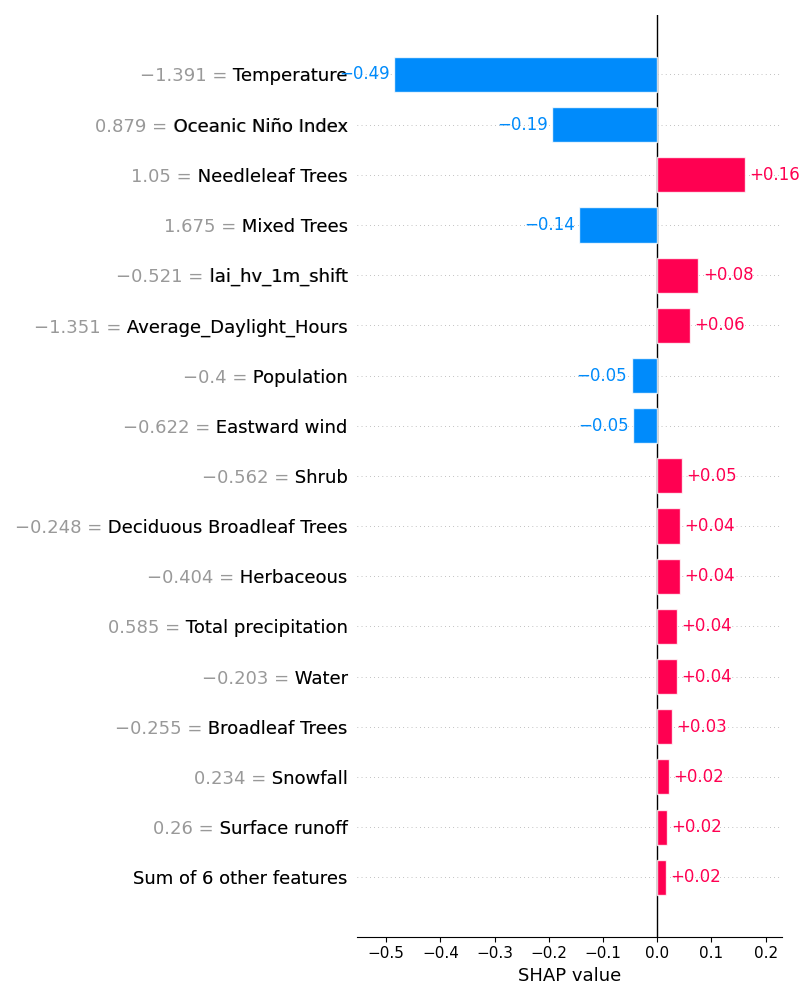 −1.391 = Temperature −0.49
0.879 = Oceanic Niño Index −0.19
1.05 = Needleleaf Trees +0.16
1.675 = Mixed Trees −0.14
−0.521 = lai_hv_1m_shift +0.08
−1.351 = Average_Daylight_Hours +0.06
−0.4 = Population −0.05
−0.622 = Eastward wind −0.05
−0.562 = Shrub +0.05
−0.248 = Deciduous Broadleaf Trees +0.04
−0.404 = Herbaceous +0.04
0.585 = Total precipitation +0.04
−0.203 = Water +0.04
−0.255 = Broadleaf Trees +0.03
0.234 = Snowfall +0.02
0.26 = Surface runoff +0.02
Sum of 6 other features +0.02
−0.5 −0.4 −0.3 −0.2 −0.1 0.0 0.1 0.2
SHAP value